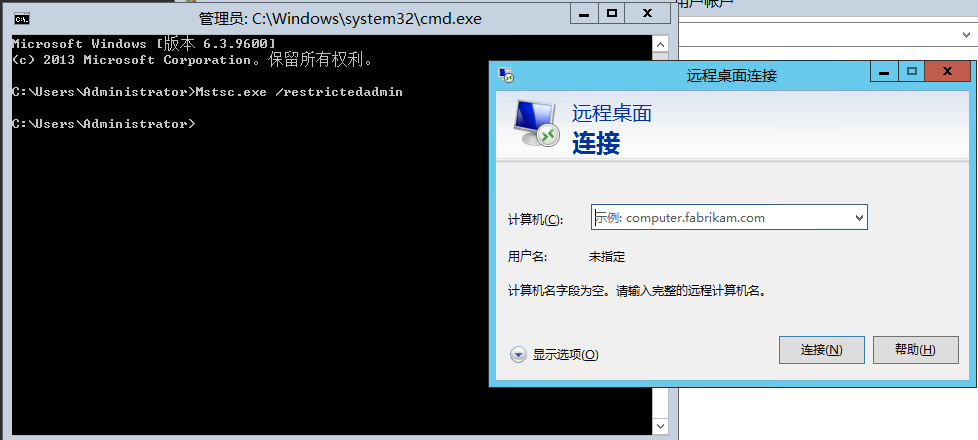 管理员: C:\Windows\system32\cmd.exe
Microsoft Windows [版本 6.3.9600]
(c) 2013 Microsoft Corporation。保留所有权利。
C:\Users\Administrator>Mstsc.exe /restrictedadmin
C:\Users\Administrator>
用户帐户
远程桌面连接
远程桌面
连接
计算机(C):
示例: computer.fabrikam.com
用户名:
未指定
计算机名字段为空。请输入完整的远程计算机名。
显示选项(O)
连接(N)
帮助(H)